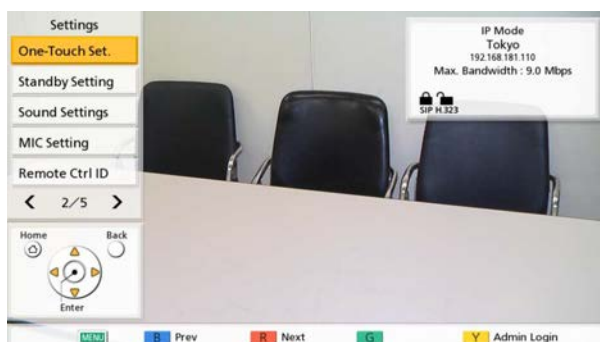 Settings
One-Touch Set.
Standby Setting
Sound Settings
MIC Setting
Remote Ctrl ID
2/5
Home
Back
Enter
IP Mode
Tokyo
192.168.181.110
Max. Bandwidth : 9.0 Mbps
SIP H.323
MENU B Prev R Next G Y Admin Login